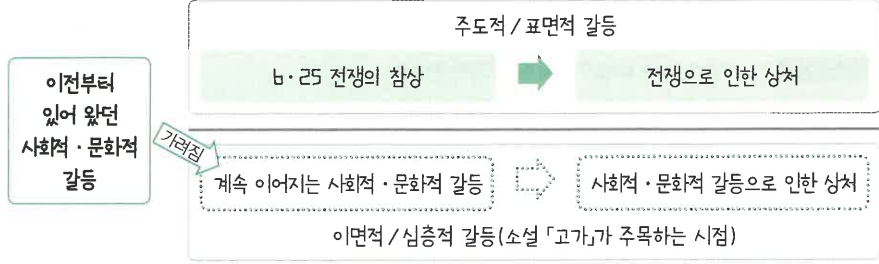 주도적/표면적 갈등
6·25 전쟁의 참상
전쟁으로 인한 상처
이전부터
있어 왔던
사회적·문화적
갈등
가려짐
계속 이어지는 사회적·문화적 갈등
사회적·문화적 갈등으로 인한 상처
이면적/심층적 갈등(소설 「고가」가 주목하는 시점)